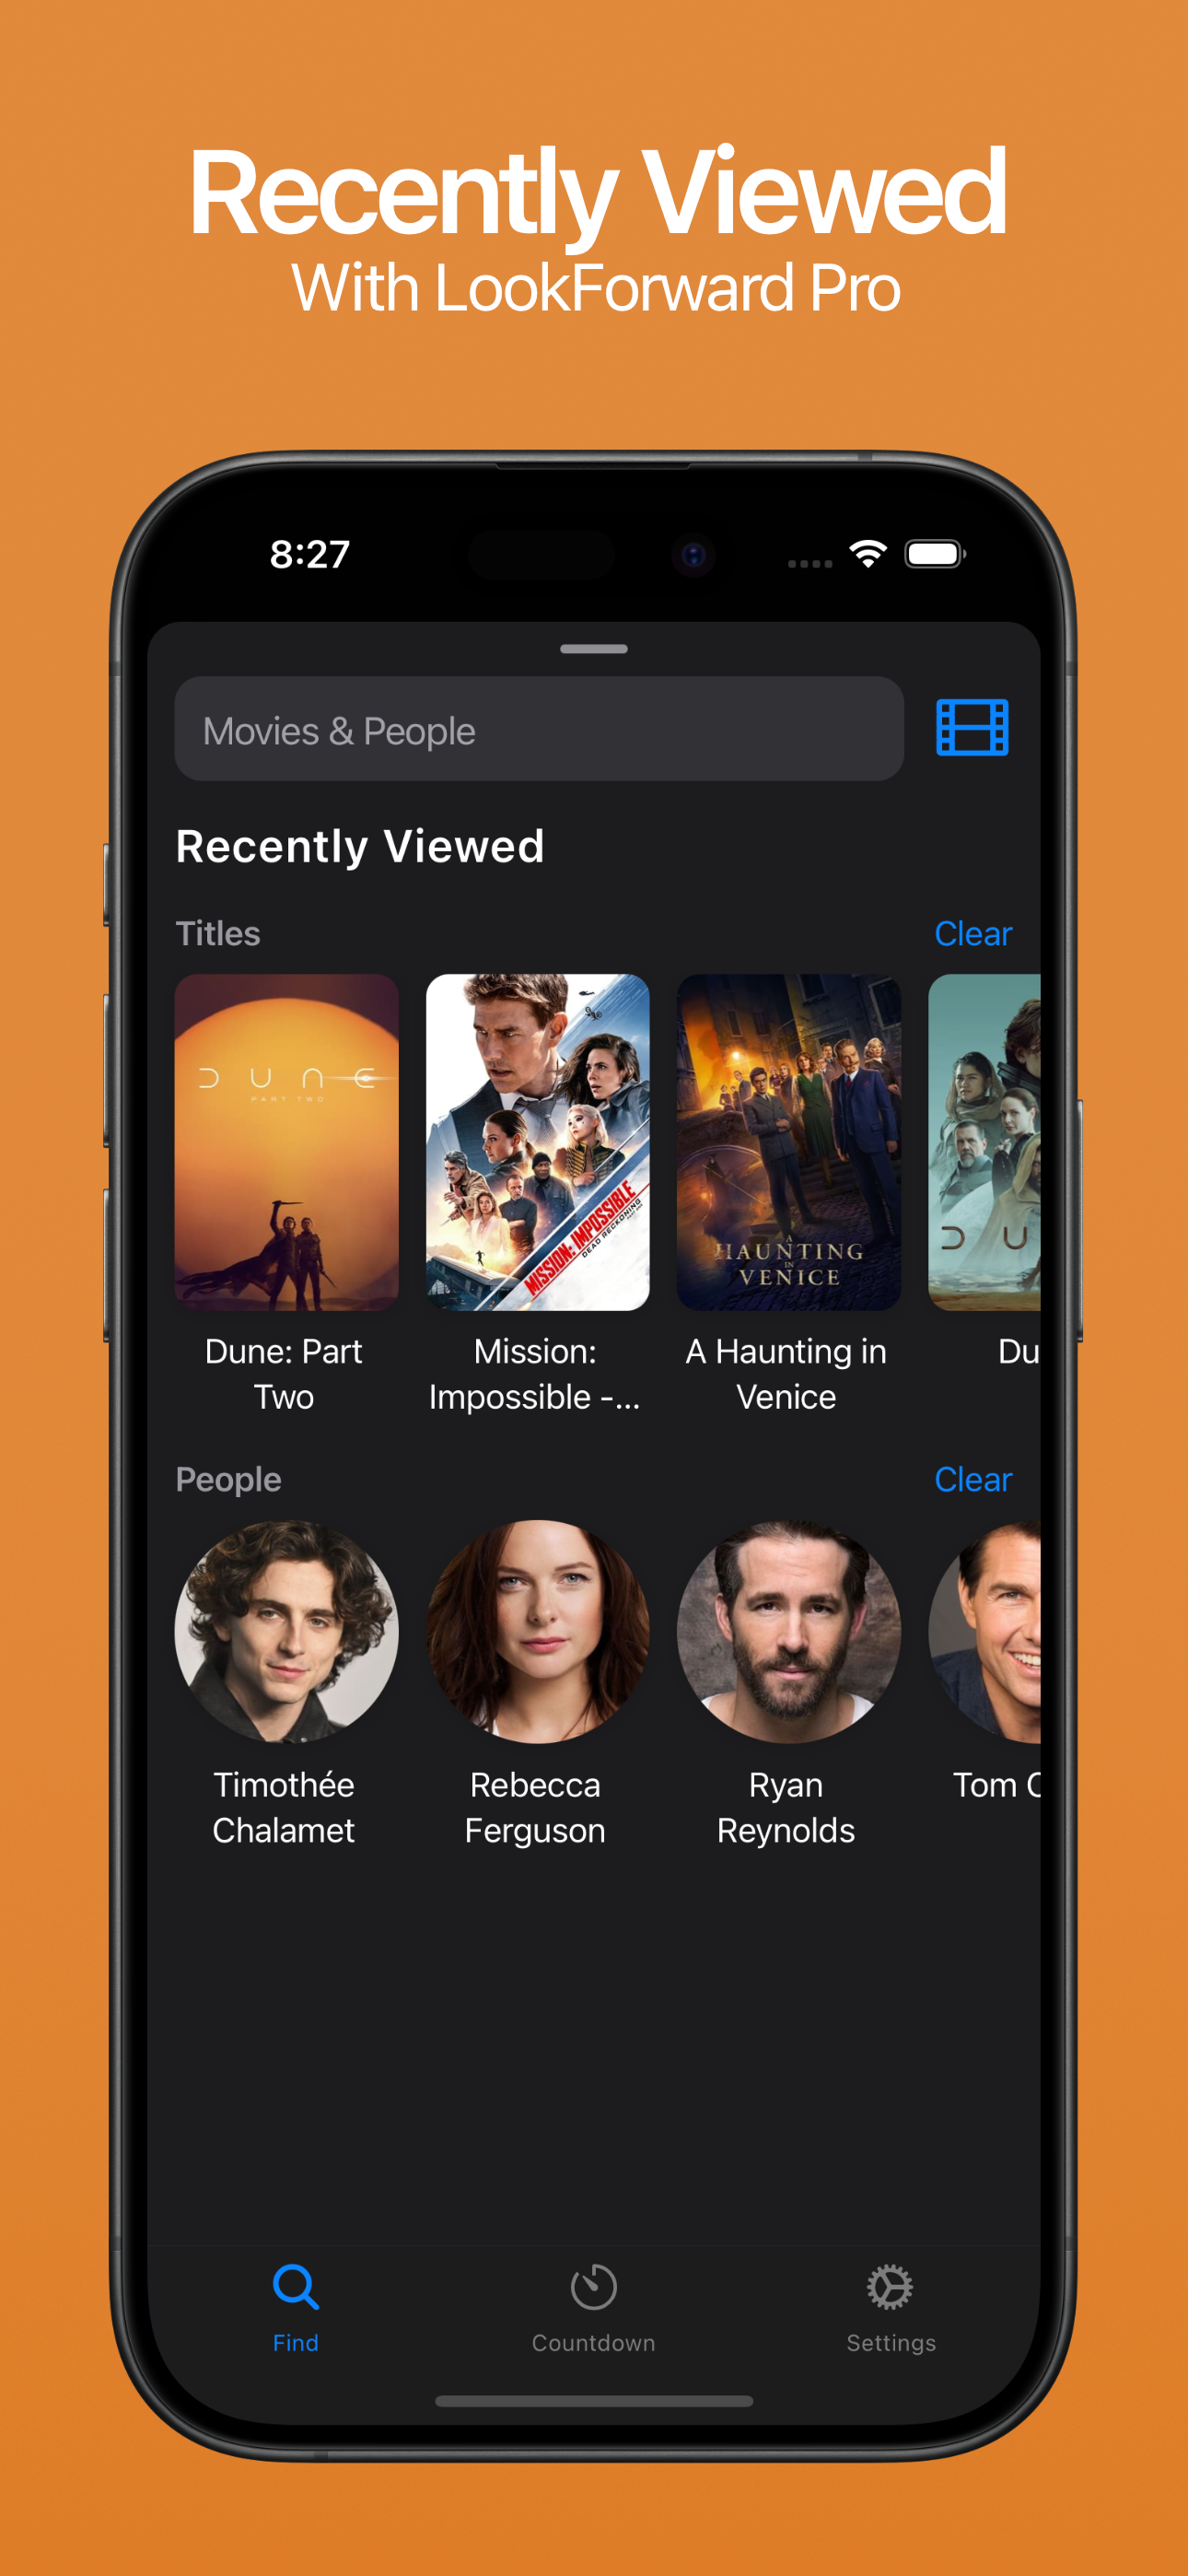 Recently Viewed
With LookForward Pro
8:27
Movies & People
Recently Viewed
Titles
Clear
DUNE
PART TWO
MISSION: IMPOSSIBLE
DEAD RECKONING
A
HAUNTING
IN
VENICE
D U
Dune: Part
Two
Mission:
Impossible -...
A Haunting in
Venice
Du
People
Clear
Timothée
Chalamet
Rebecca
Ferguson
Ryan
Reynolds
Tom C
Find
Countdown
Settings